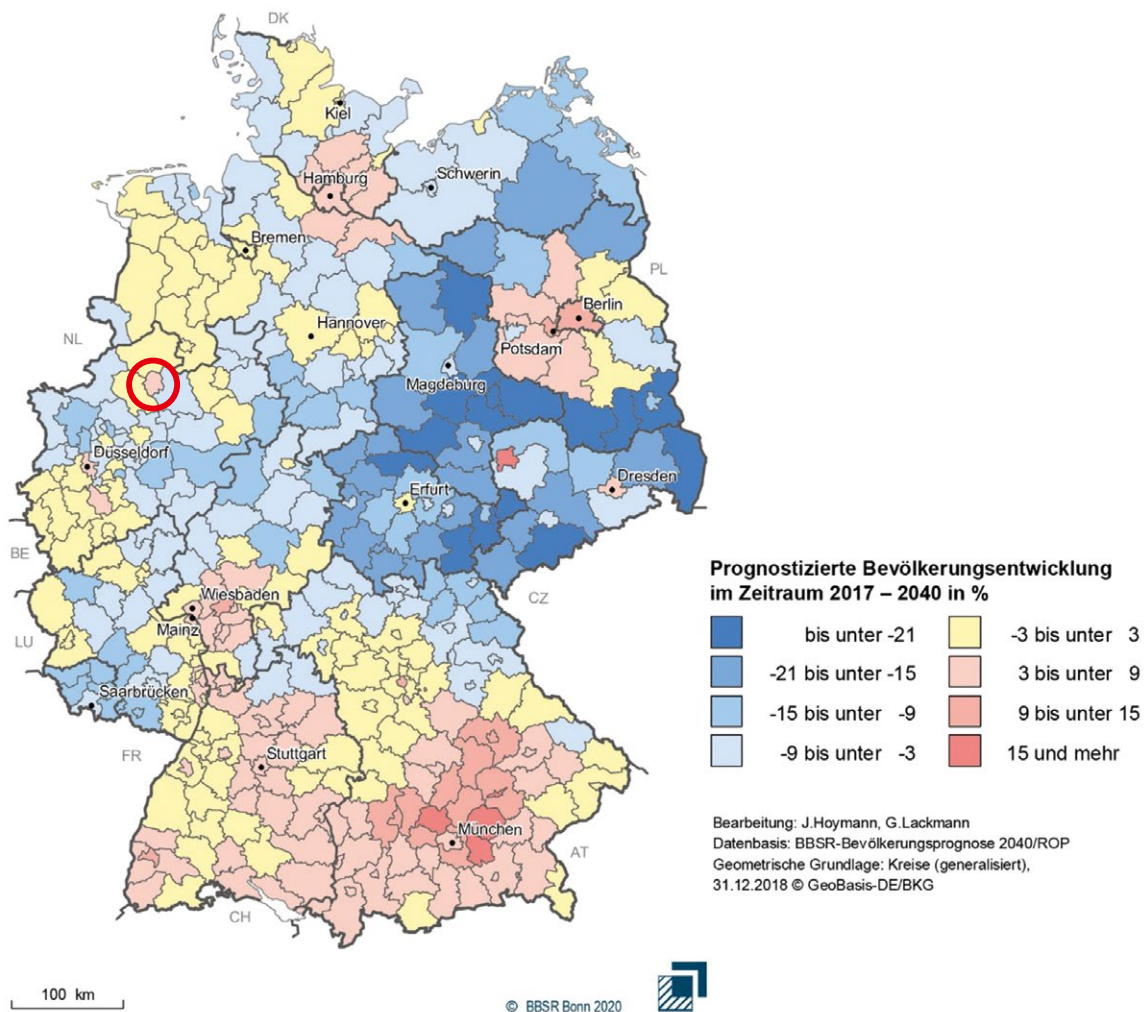 DK
Kiel
Schwerin
Hamburg
Bremen
PL
Berlin
NL
Hannover
Potsdam
Magdeburg
Düsseldorf
Dresden
Erfurt
BE
Wiesbaden
CZ
LU
Mainz
Saarbrücken
FR
Stuttgart
München
AT
CH
Prognostizierte Bevölkerungsentwicklung
im Zeitraum 2017 – 2040 in %
bis unter -21
-3 bis unter 3
-21 bis unter -15
3 bis unter 9
-15 bis unter -9
9 bis unter 15
-9 bis unter -3
15 und mehr
Bearbeitung: J.Hoymann, G.Lackmann
Datenbasis: BBSR-Bevölkerungsprognose 2040/ROP
Geometrische Grundlage: Kreise (generalisiert),
31.12.2018 © GeoBasis-DE/BKG
100 km
© BBSR Bonn 2020